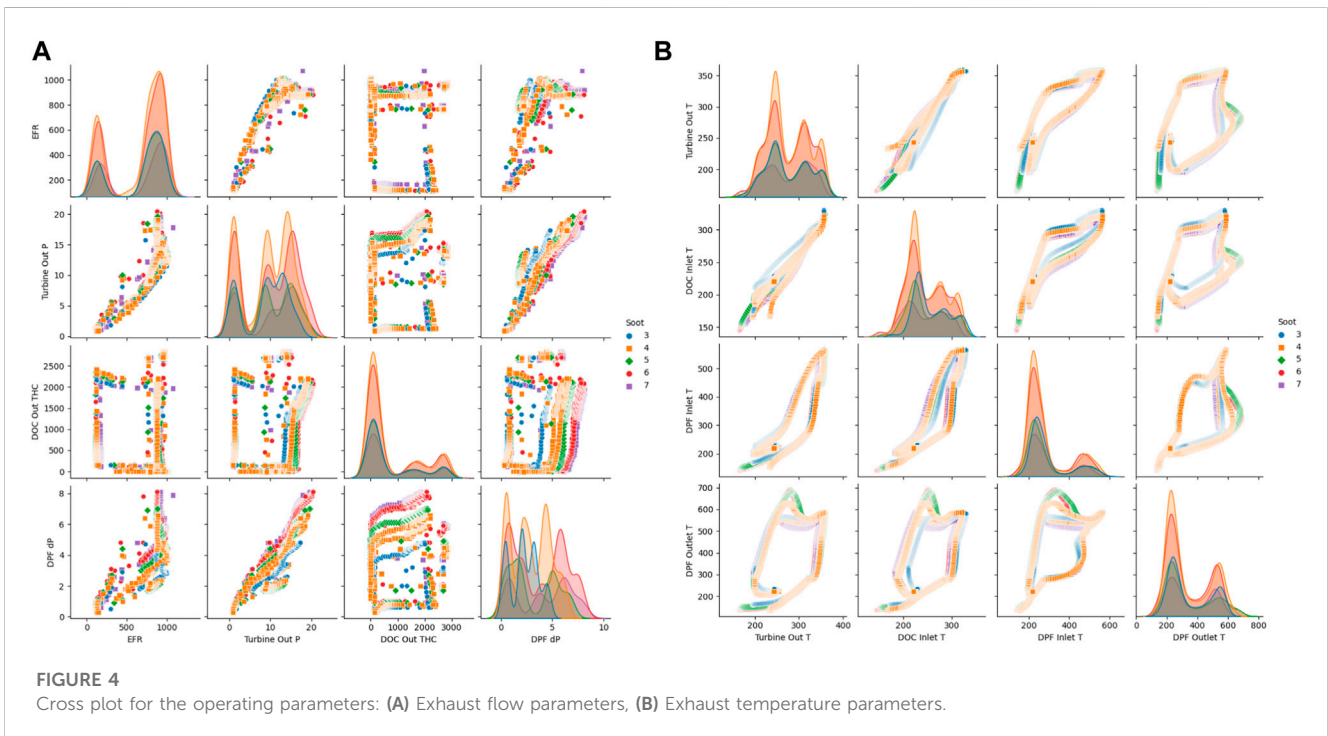 A
B
EFR
1000
800
600
400
200
Turbine Out P
20
15
10
5
0
DOC Out THC
2500
2000
1500
1000
500
0
DPF dP
8
6
4
2
0
0 500 1000
EFR
0 10 20
Turbine Out P
0 1000 2000 3000
DOC Out THC
0 5 10
DPF dP
Soot
3
4
5
6
7
Turbine Out T
350
300
250
200
DOC Inlet T
300
250
200
150
DPF Inlet T
500
400
300
200
DPF Outlet T
700
600
500
400
300
200
200 300 400
Turbine Out T
200 300
DOC Inlet T
200 400 600
DPF Inlet T
0 200 400 600 800
DPF Outlet T
Soot
3
4
5
6
7
FIGURE 4
Cross plot for the operating parameters: (A) Exhaust flow parameters, (B) Exhaust temperature parameters.